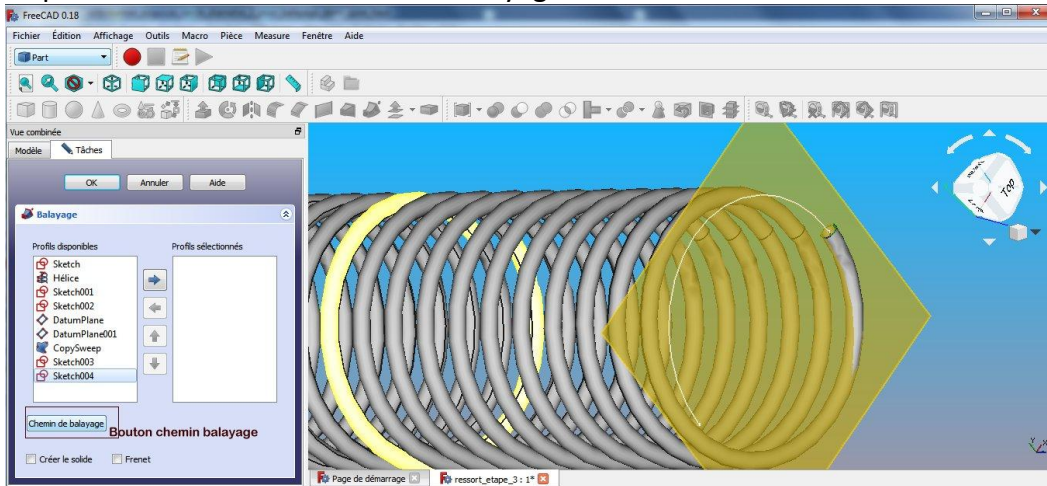 FreeCAD 0.18
Fichier Édition Affichage Outils Macro Pièce Measure Fenêtre Aide
Part
Vue combinée
Modèle Tâches
OK Annuler Aide
Balayage
Profils disponibles Profils sélectionnés
Sketch
Hélice
Sketch001
Sketch002
DatumPlane
DatumPlane001
CopySweep
Sketch003
Sketch004
Chemin de balayage
Bouton chemin balayage
Créer le solide Frenet
Top
Y
X
Page de démarrage ressort_etape_3 : 1*